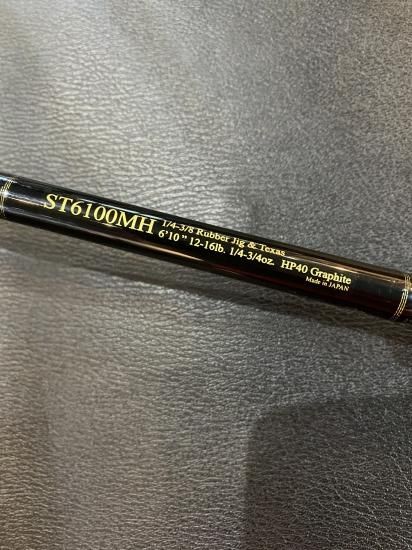 ST6100MH
1/4-3/8 Rubber Jig & Texas
6'10" 12-16lb. 1/4-3/4oz. HP40 Graphite
Made in JAPAN